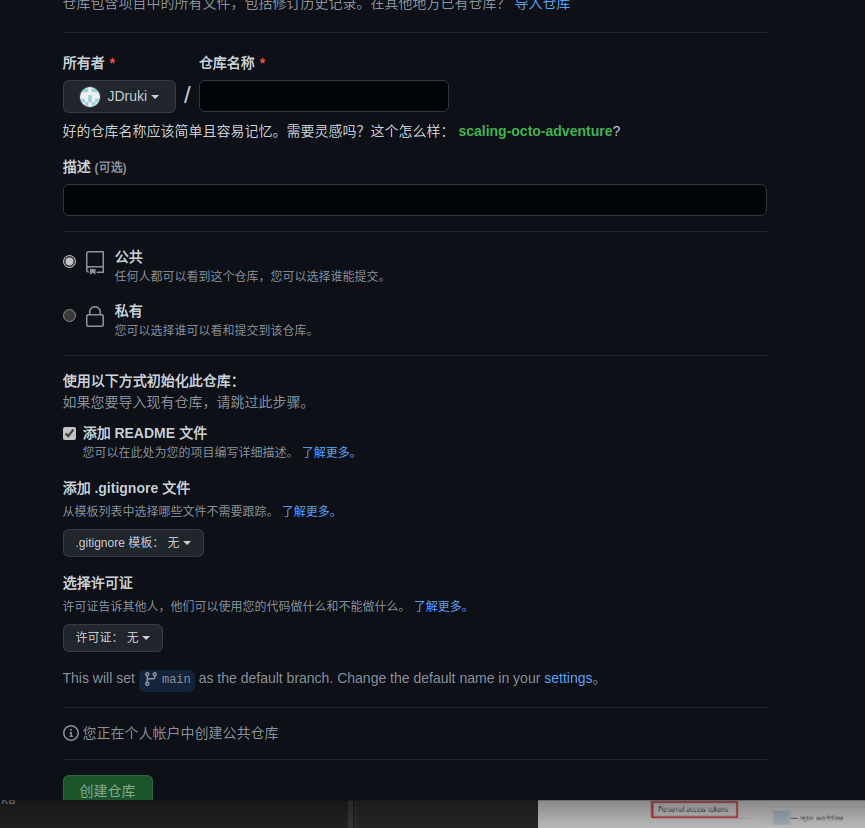 仓库包含项目中的所有文件，包括修订历史记录。在其他地方已有仓库？ 导入仓库
所有者 * 仓库名称 *
JDruki /
好的仓库名称应该简单且容易记忆。需要灵感吗？这个怎么样： scaling-octo-adventure?
描述 (可选)
公共
任何人都可以看到这个仓库，您可以选择谁能提交。
私有
您可以选择谁可以看和提交到该仓库。
使用以下方式初始化此仓库：
如果您要导入现有仓库，请跳过此步骤。
添加 README 文件
您可以在此处为您的项目编写详细描述。 了解更多。
添加 .gitignore 文件
从模板列表中选择哪些文件不需要跟踪。 了解更多。
.gitignore 模板： 无
选择许可证
许可证告诉其他人，他们可以使用您的代码做什么和不能做什么。 了解更多。
许可证： 无
This will set main as the default branch. Change the default name in your settings。
您正在个人帐户中创建公共仓库
创建仓库
Personal access tokens